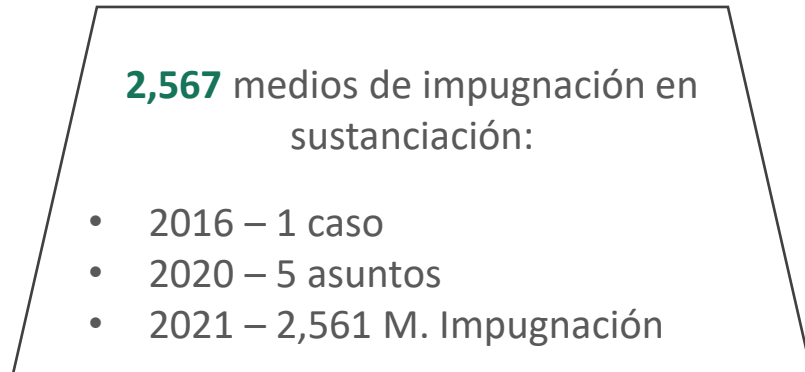 2,567 medios de impugnación en
sustanciación:
• 2016 – 1 caso
• 2020 – 5 asuntos
• 2021 – 2,561 M. Impugnación